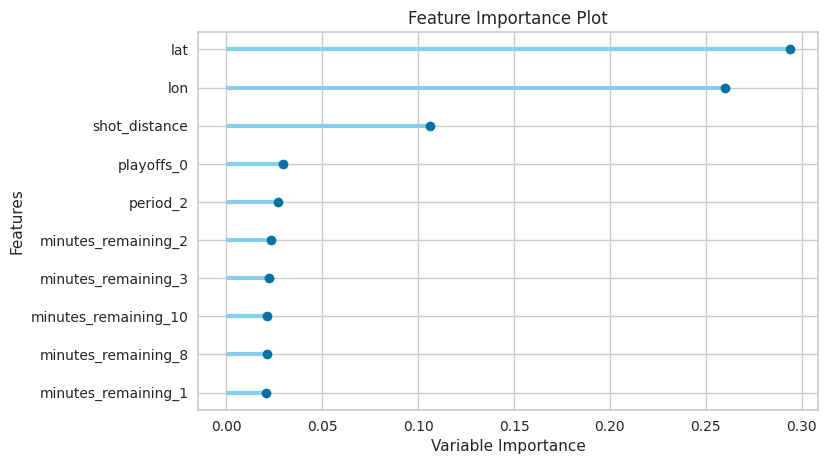 Feature Importance Plot
lat
lon
shot_distance
playoffs_0
period_2
minutes_remaining_2
minutes_remaining_3
minutes_remaining_10
minutes_remaining_8
minutes_remaining_1
Features
0.00 0.05 0.10 0.15 0.20 0.25 0.30
Variable Importance